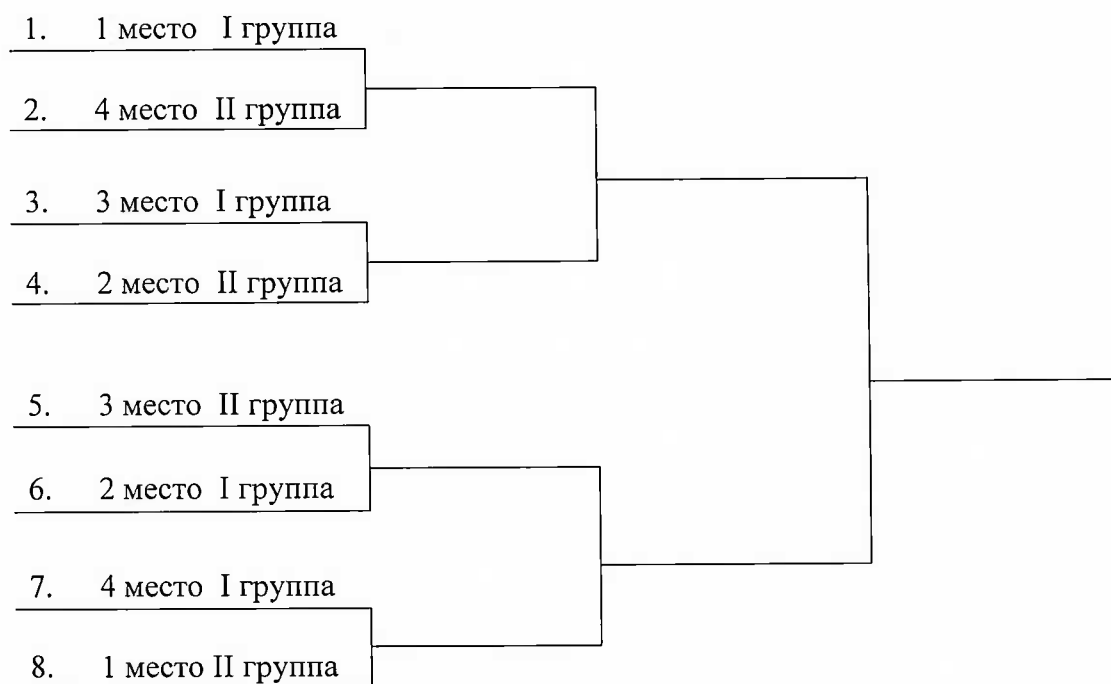 1. 1 место I группа
2. 4 место II группа
3. 3 место I группа
4. 2 место II группа
5. 3 место II группа
6. 2 место I группа
7. 4 место I группа
8. 1 место II группа